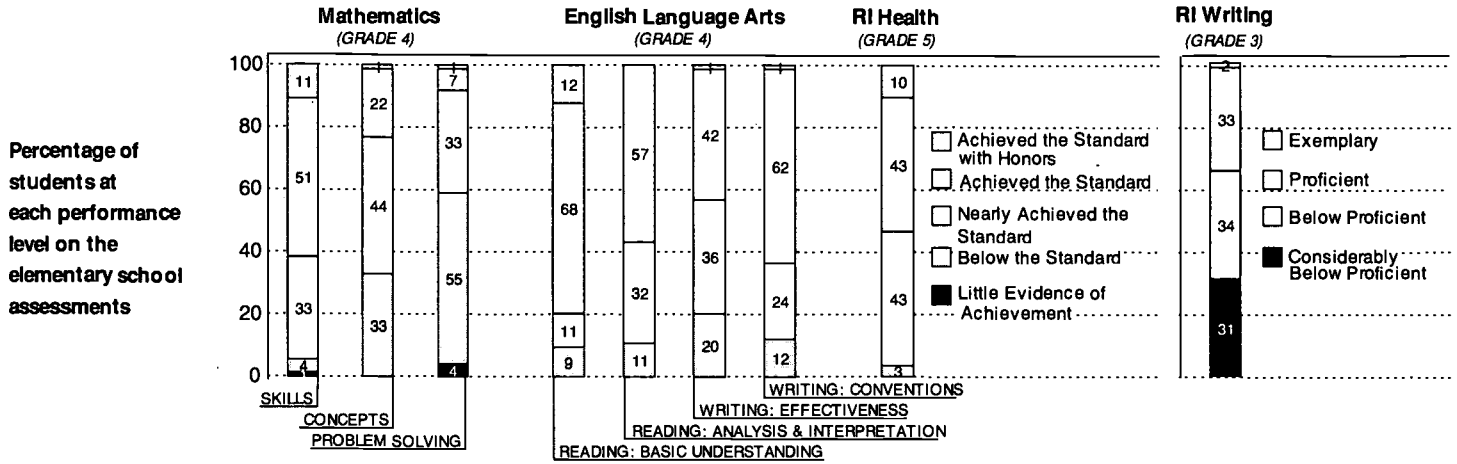 Mathematics
(GRADE 4)
English Language Arts
(GRADE 4)
RI Health
(GRADE 5)
RI Writing
(GRADE 3)
Percentage of
students at
each performance
level on the
elementary school
assessments
100
80
60
40
20
0
11
51
33
4
1
22
44
33
7
33
55
4
12
68
11
9
57
32
11
1
42
36
20
1
62
24
12
10
43
43
3
Achieved the Standard
with Honors
Achieved the Standard
Nearly Achieved the
Standard
Below the Standard
Little Evidence of
Achievement
2
33
34
31
Exemplary
Proficient
Below Proficient
Considerably
Below Proficient
SKILLS
CONCEPTS
PROBLEM SOLVING
WRITING: CONVENTIONS
WRITING: EFFECTIVENESS
READING: ANALYSIS & INTERPRETATION
READING: BASIC UNDERSTANDING